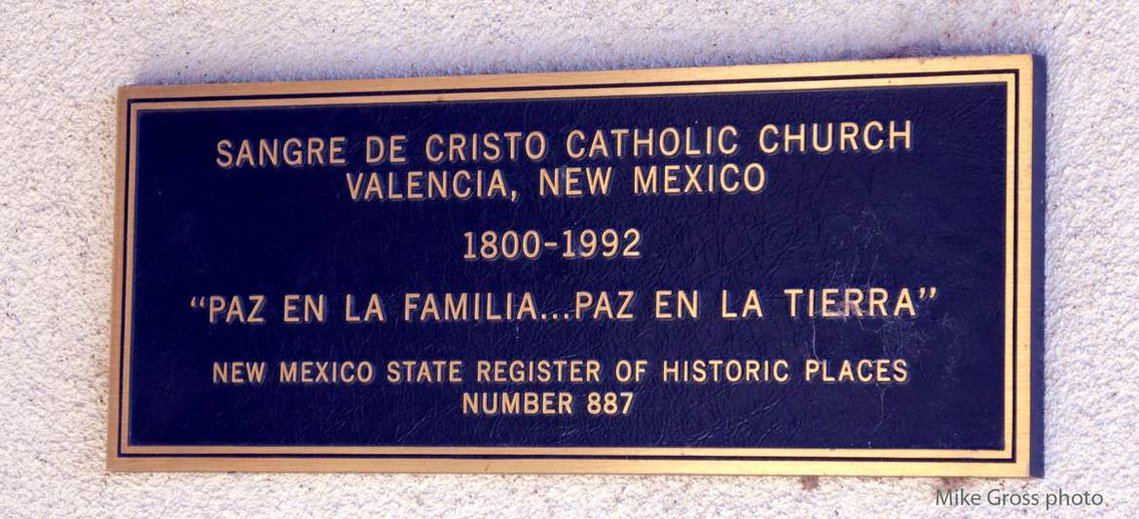 SANGRE DE CRISTO CATHOLIC CHURCH
VALENCIA, NEW MEXICO
1800-1992
"PAZ EN LA FAMILIA...PAZ EN LA TIERRA"
NEW MEXICO STATE REGISTER OF HISTORIC PLACES
NUMBER 887
Mike Gross photo.